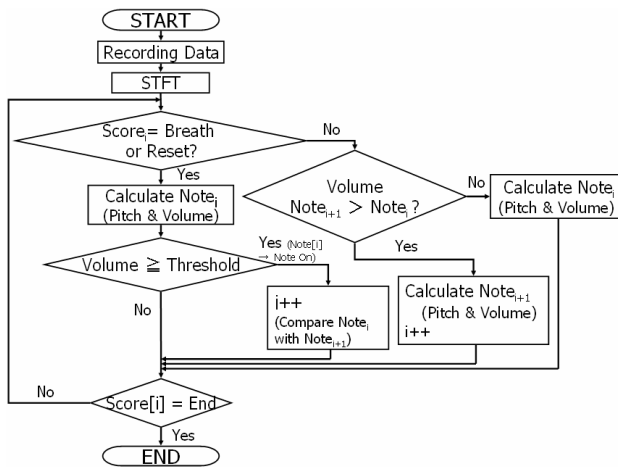 START
Recording Data
STFT
Scoreᵢ= Breath
or Reset?
No
Yes
Calculate Noteᵢ
(Pitch & Volume)
Volume
Noteᵢ₊₁ > Noteᵢ ?
No
Calculate Noteᵢ
(Pitch & Volume)
Volume ≧ Threshold
Yes (Note[i]
→ Note On)
Yes
No
i++
(Compare Noteᵢ
with Noteᵢ₊₁)
Calculate Noteᵢ₊₁
(Pitch & Volume)
i++
No
Score[i] = End
Yes
END